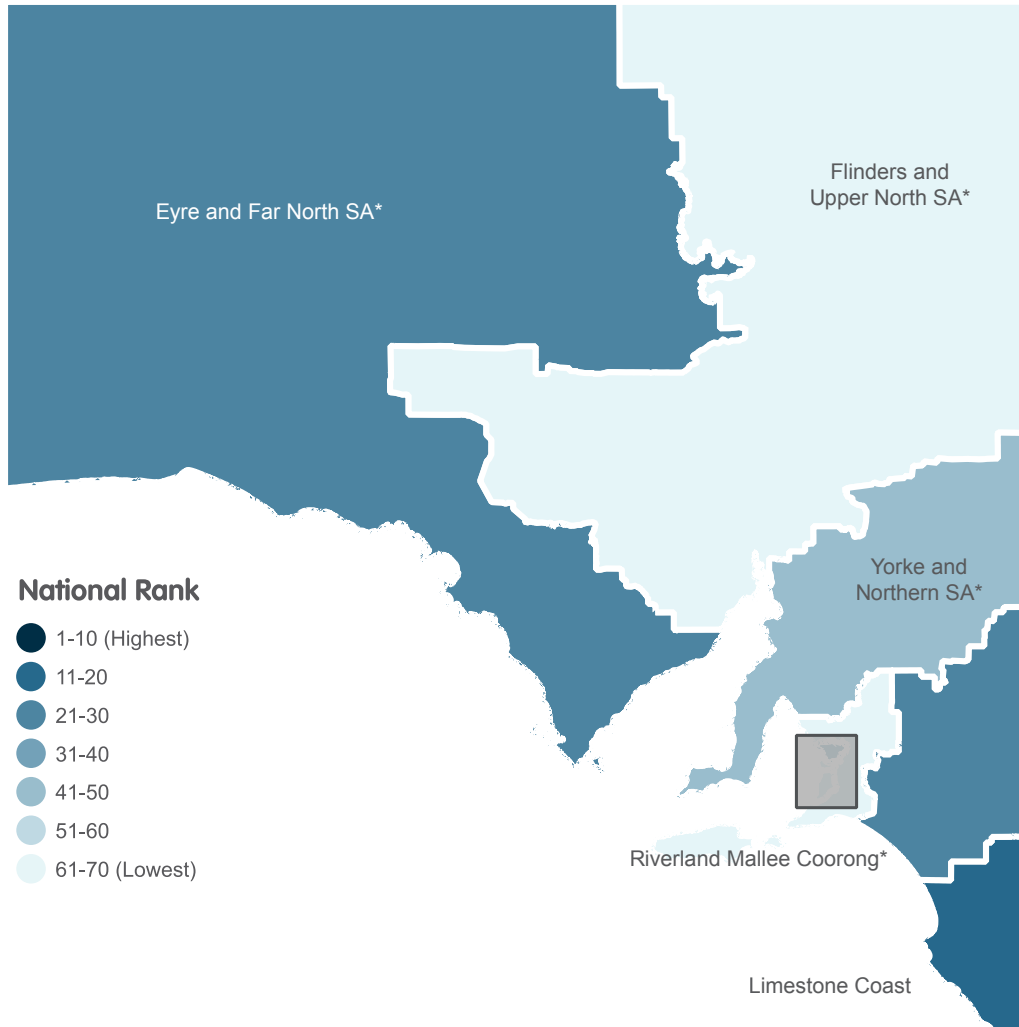 Eyre and Far North SA*
Flinders and
Upper North SA*
Yorke and
Northern SA*
National Rank
1-10 (Highest)
11-20
21-30
31-40
41-50
51-60
61-70 (Lowest)
Riverland Mallee Coorong*
Limestone Coast